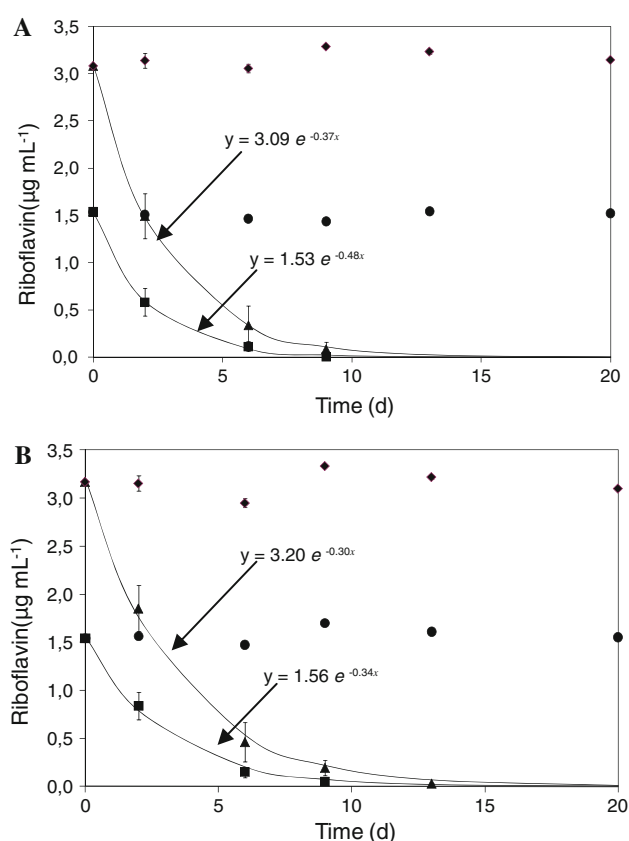 A
3,5
3,0
2,5
2,0
1,5
1,0
0,5
0,0
Riboflavin(µg mL-1)
y = 3.09 e -0.37x
y = 1.53 e -0.48x
0
5
10
15
20
Time (d)
B
3,5
3,0
2,5
2,0
1,5
1,0
0,5
0,0
Riboflavin(µg mL-1)
y = 3.20 e -0.30x
y = 1.56 e -0.34x
0
5
10
15
20
Time (d)